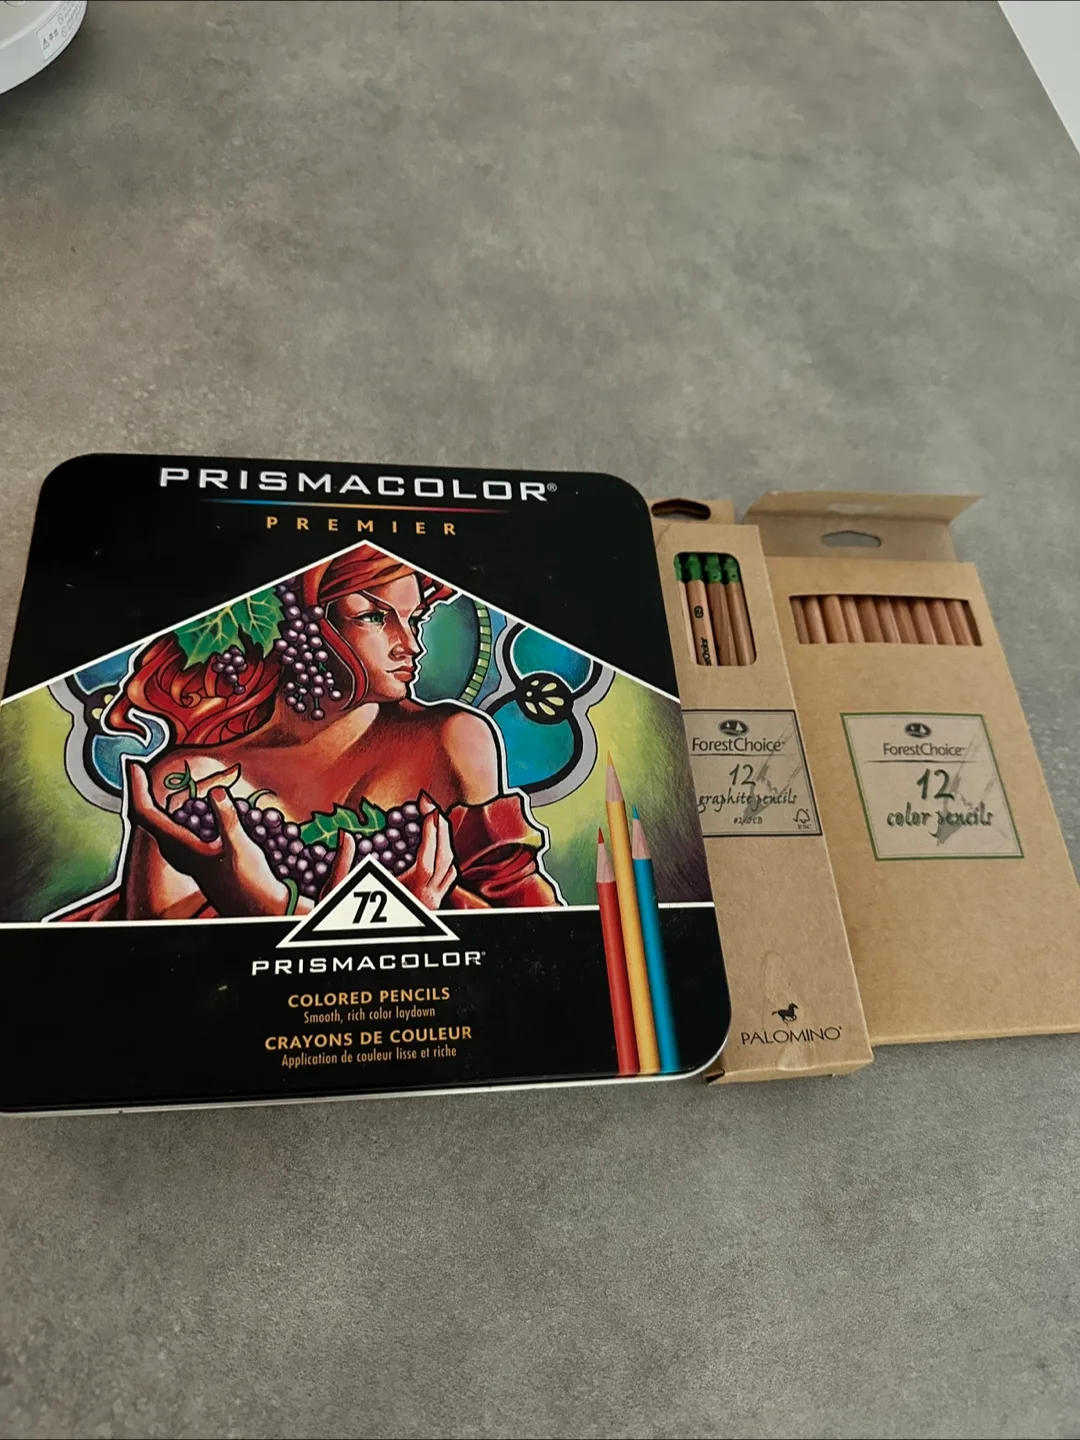 PRISMACOLOR®
PREMIER
72
PRISMACOLOR®
COLORED PENCILS
Smooth, rich color laydown
CRAYONS DE COULEUR
Application de couleur lisse et riche
ForestChoice
12
graphite pencils
FSC
PALOMINO®
ForestChoice
12
color pencils